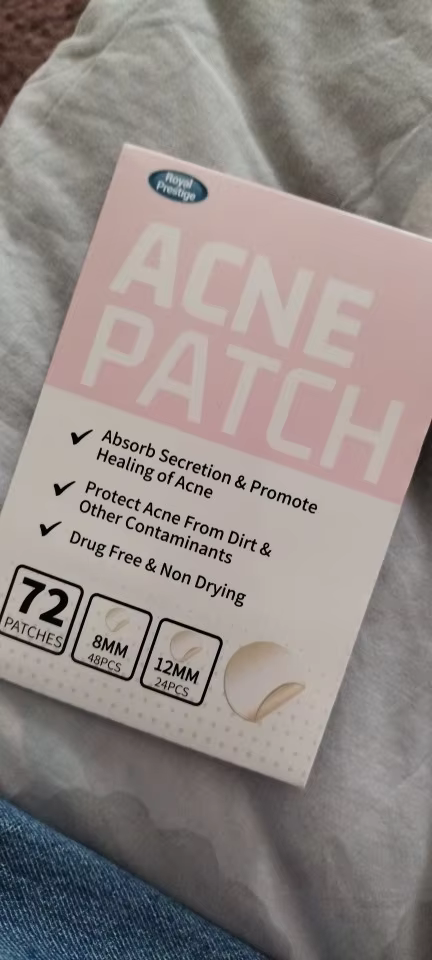 Royal
Prestige
ACNE
PATCH
Absorb Secretion & Promote
Healing of Acne
Protect Acne From Dirt &
Other Contaminants
Drug Free & Non Drying
72
PATCHES
8MM
48PCS
12MM
24PCS